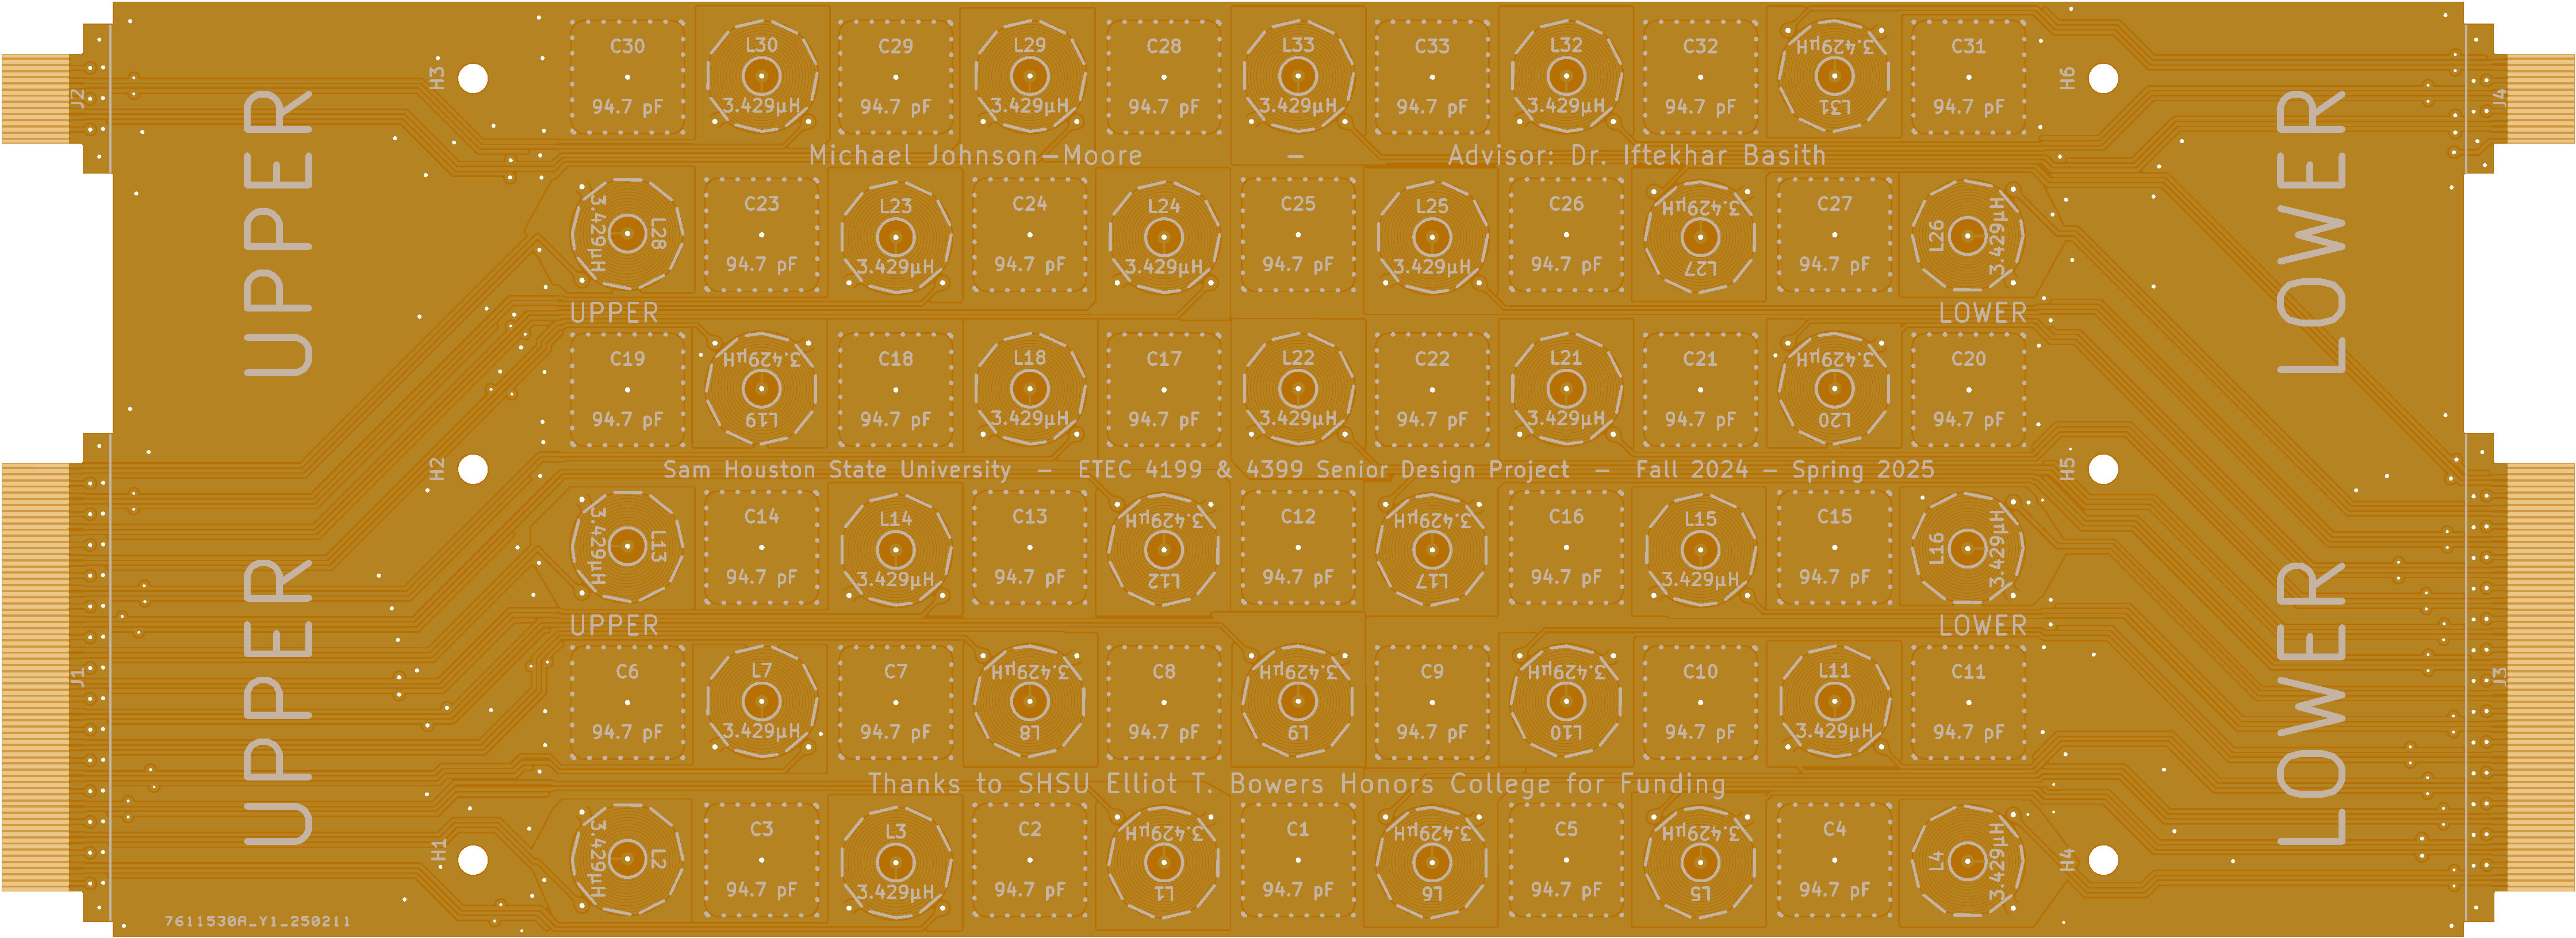 C30 L30 C29 L29 C28 L33 C33 L32 C32 3.429µH C31
94.7 pF 3.429µH 94.7 pF 3.429µH 94.7 pF 3.429µH 94.7 pF 3.429µH 94.7 pF L31 94.7 pF
J2 H3 H6 J4
UPPER LOWER
Michael Johnson-Moore - Advisor: Dr. Iftekhar Basith
3.429µH L28 C23 L23 C24 L24 C25 L25 C26 3.429µH C27 L26 3.429µH
94.7 pF 3.429µH 94.7 pF 3.429µH 94.7 pF 3.429µH 94.7 pF L27 94.7 pF
UPPER LOWER
C19 3.429µH C18 L18 C17 L22 C22 L21 C21 3.429µH C20
94.7 pF L19 94.7 pF 3.429µH 94.7 pF 3.429µH 94.7 pF 3.429µH 94.7 pF L20 94.7 pF
H2 H5
Sam Houston State University - ETEC 4199 & 4399 Senior Design Project - Fall 2024 - Spring 2025
3.429µH L13 C14 L14 C13 3.429µH C12 3.429µH C16 L15 C15 L16 3.429µH
94.7 pF 3.429µH 94.7 pF L12 94.7 pF L17 94.7 pF 3.429µH 94.7 pF
UPPER LOWER
UPPER LOWER
J1 J3
C6 L7 C7 3.429µH C8 3.429µH C9 3.429µH C10 L11 C11
94.7 pF 3.429µH 94.7 pF L8 94.7 pF L9 94.7 pF L10 94.7 pF 3.429µH 94.7 pF
Thanks to SHSU Elliot T. Bowers Honors College for Funding
H1 H4
3.429µH L2 C3 L3 C2 3.429µH C1 3.429µH C5 3.429µH C4 L4 3.429µH
94.7 pF 3.429µH 94.7 pF L1 94.7 pF L6 94.7 pF L5 94.7 pF
7611530A_Y1_250211